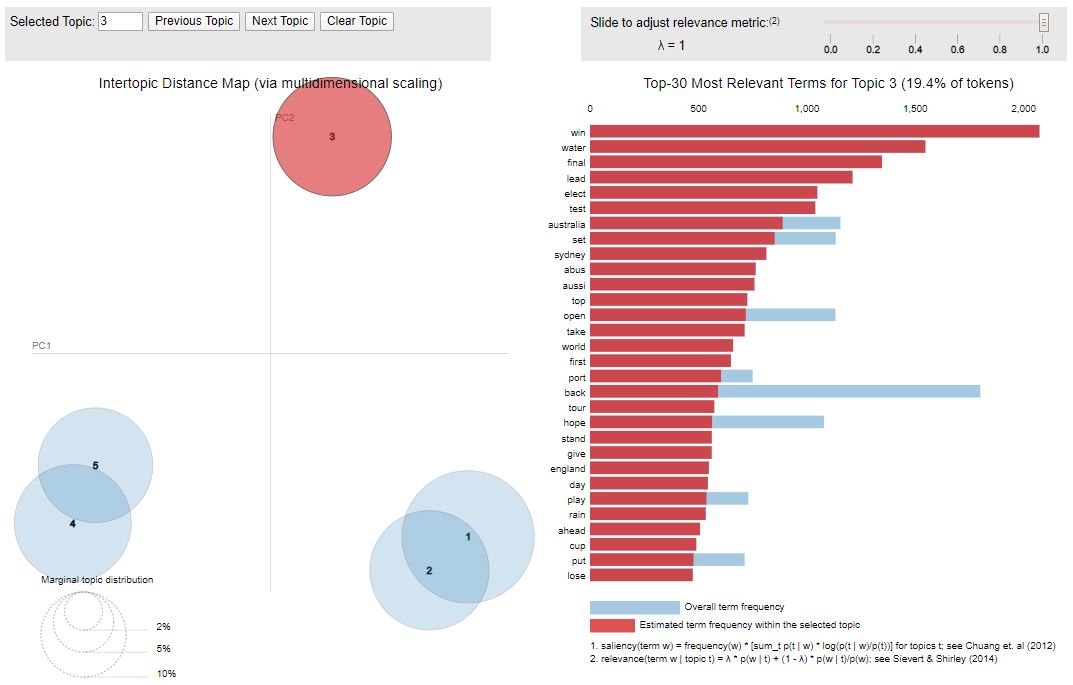 Selected Topic: 3 Previous Topic Next Topic Clear Topic
Slide to adjust relevance metric:(2)
λ = 1
0.0 0.2 0.4 0.6 0.8 1.0
Intertopic Distance Map (via multidimensional scaling)
PC2
3
PC1
5
4
1
2
Marginal topic distribution
2%
5%
10%
Top-30 Most Relevant Terms for Topic 3 (19.4% of tokens)
0 500 1,000 1,500 2,000
win
water
final
lead
elect
test
australia
set
sydney
abus
aussi
top
open
take
world
first
port
back
tour
hope
stand
give
england
day
play
rain
ahead
cup
put
lose
Overall term frequency
Estimated term frequency within the selected topic
1. saliency(term w) = frequency(w) * [sum_t p(t | w) * log(p(t | w)/p(t))] for topics t; see Chuang et. al (2012)
2. relevance(term w | topic t) = λ * p(w | t) + (1 - λ) * p(w | t)/p(w); see Sievert & Shirley (2014)